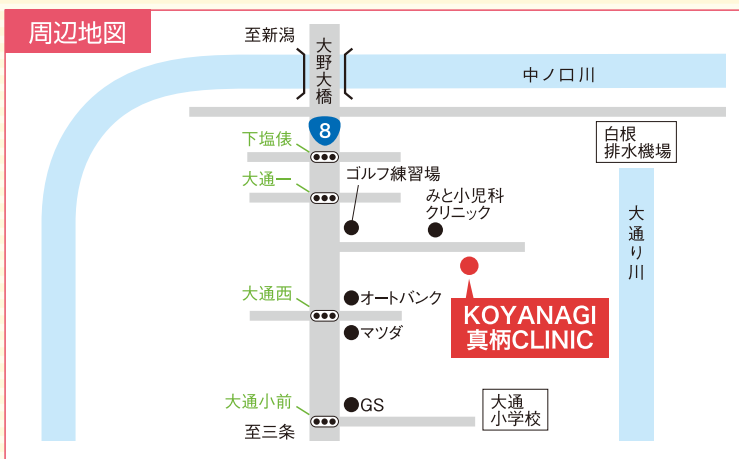 周辺地図
至新潟
大野大橋
中ノ口川
8
下塩俵
白根
排水機場
大通一
ゴルフ練習場
みと小児科
クリニック
大通り川
大通西
オートバンク
KOYANAGI
真柄CLINIC
マツダ
大通小前
GS
大通
小学校
至三条